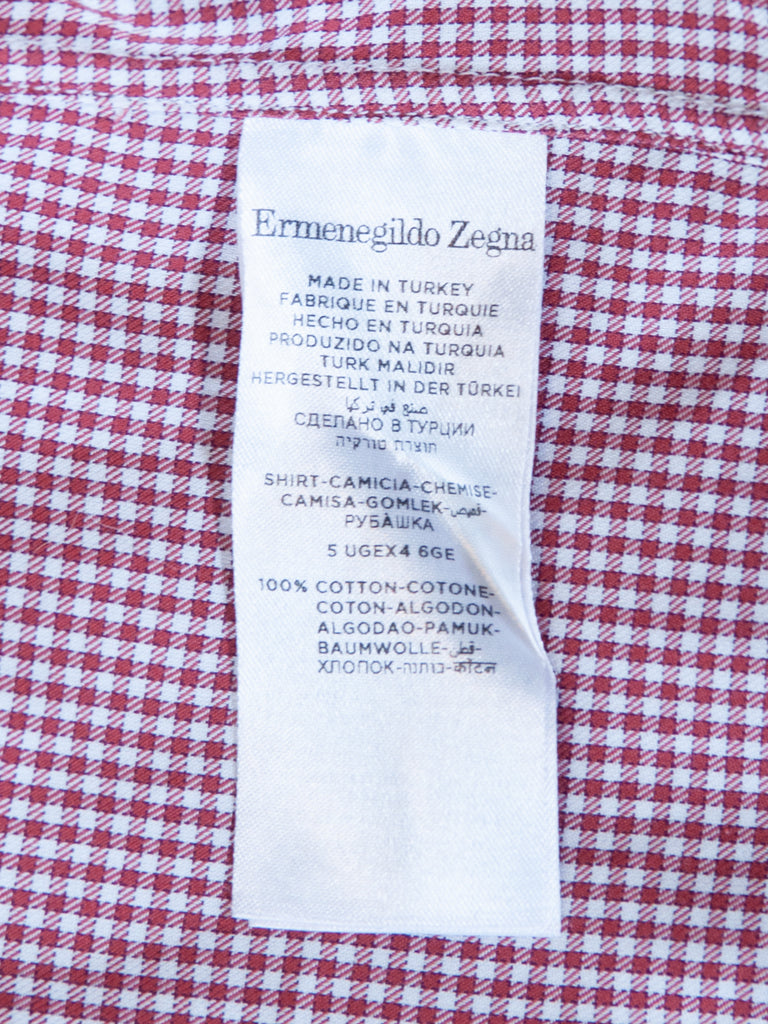 Ermenegildo Zegna
MADE IN TURKEY
FABRIQUE EN TURQUIE
HECHO EN TURQUIA
PRODUZIDO NA TURQUIA
TURK MALIDIR
HERGESTELLT IN DER TÜRKEI
صنع في تركيا
СДЕЛАНО В ТУРЦИИ
תוצרת טורקיה
SHIRT-CAMICIA-CHEMISE-
CAMISA-GOMLEK-قميص-
РУБАШКА
5 UGEX4 6GE
100% COTTON-COTONE-
COTON-ALGODON-
ALGODAO-PAMUK-
BAUMWOLLE-قطن-
ХЛОПОК-כותנה-कॉटन